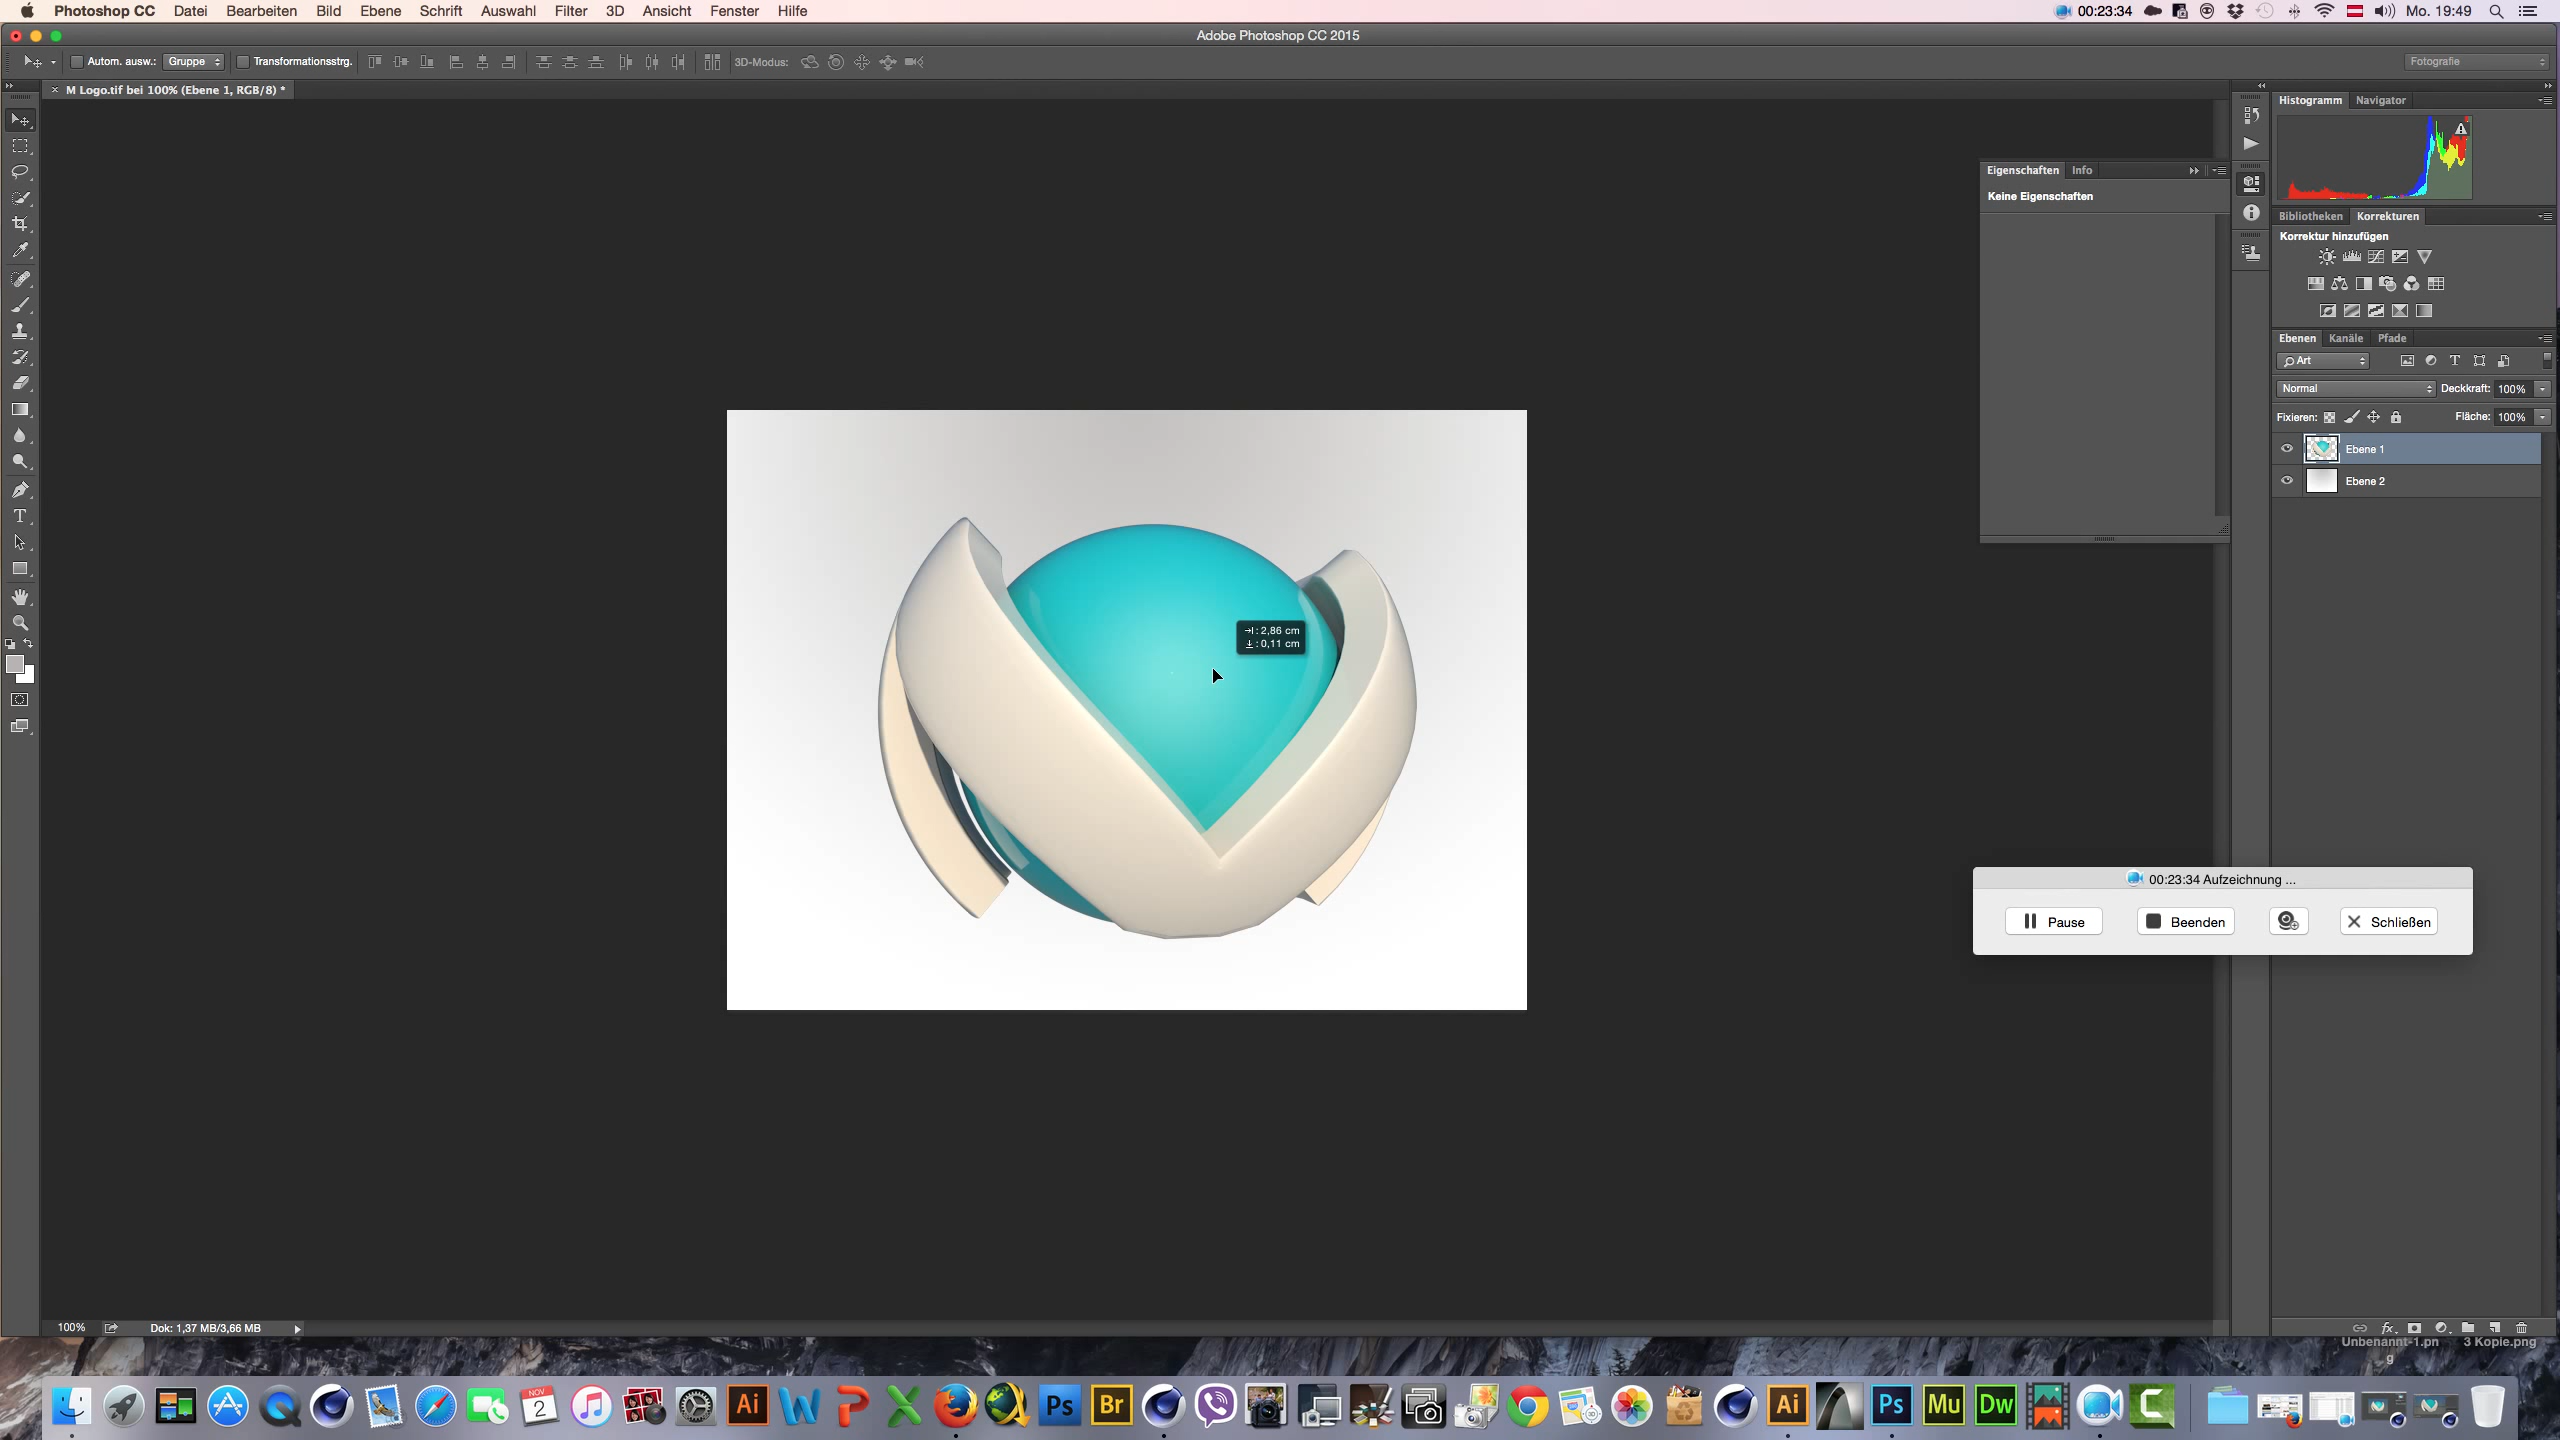 Photoshop CC Datei Bearbeiten Bild Ebene Schrift Auswahl Filter 3D Ansicht Fenster Hilfe 00:23:34 Mo. 19:49
Adobe Photoshop CC 2015
Autom. ausw.: Gruppe Transformationsstrg. 3D-Modus: Fotografie
M Logo.tif bei 100% (Ebene 1, RGB/8) *
Histogramm Navigator
Eigenschaften Info
Keine Eigenschaften
Bibliotheken Korrekturen
Korrektur hinzufügen
Ebenen Kanäle Pfade
Art
Normal Deckkraft: 100%
Fixieren: Fläche: 100%
Ebene 1
Ebene 2
: 2,86 cm
: 0,11 cm
00:23:34 Aufzeichnung ...
Pause Beenden Schließen
100% Dok: 1,37 MB/3,66 MB
fx
Unbenannt-1.pn 3 Kopie.png
g
NOV
2
Ai Ps Br Ai Ps Mu Dw